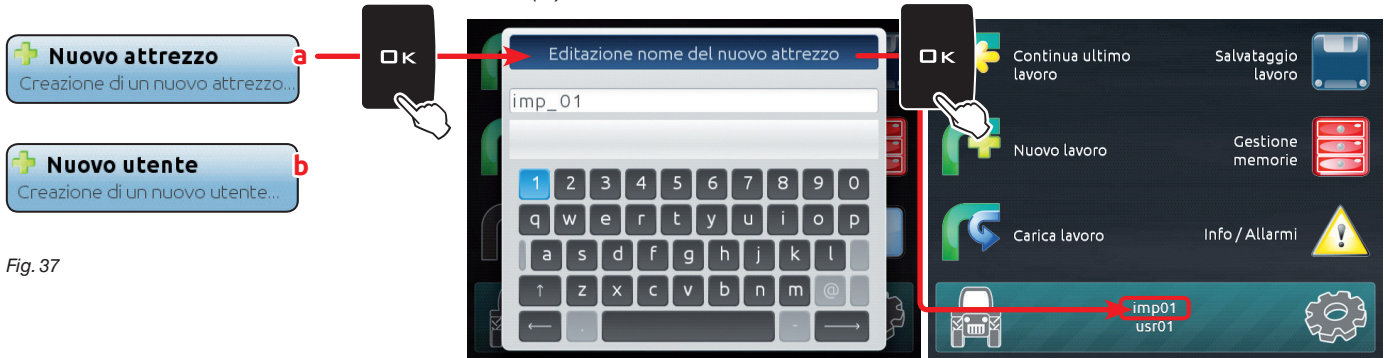 Nuovo attrezzo
a
Creazione di un nuovo attrezzo...
Nuovo utente
b
Creazione di un nuovo utente...
Fig. 37
OK
Editazione nome del nuovo attrezzo
imp_01
1 2 3 4 5 6 7 8 9 0
q w e r t y u i o p
a s d f g h j k l
↑ z x c v b n m @
← . - →
OK
Continua ultimo
lavoro
Salvataggio
lavoro
Nuovo lavoro
Gestione
memorie
Carica lavoro
Info / Allarmi
imp01
usr01